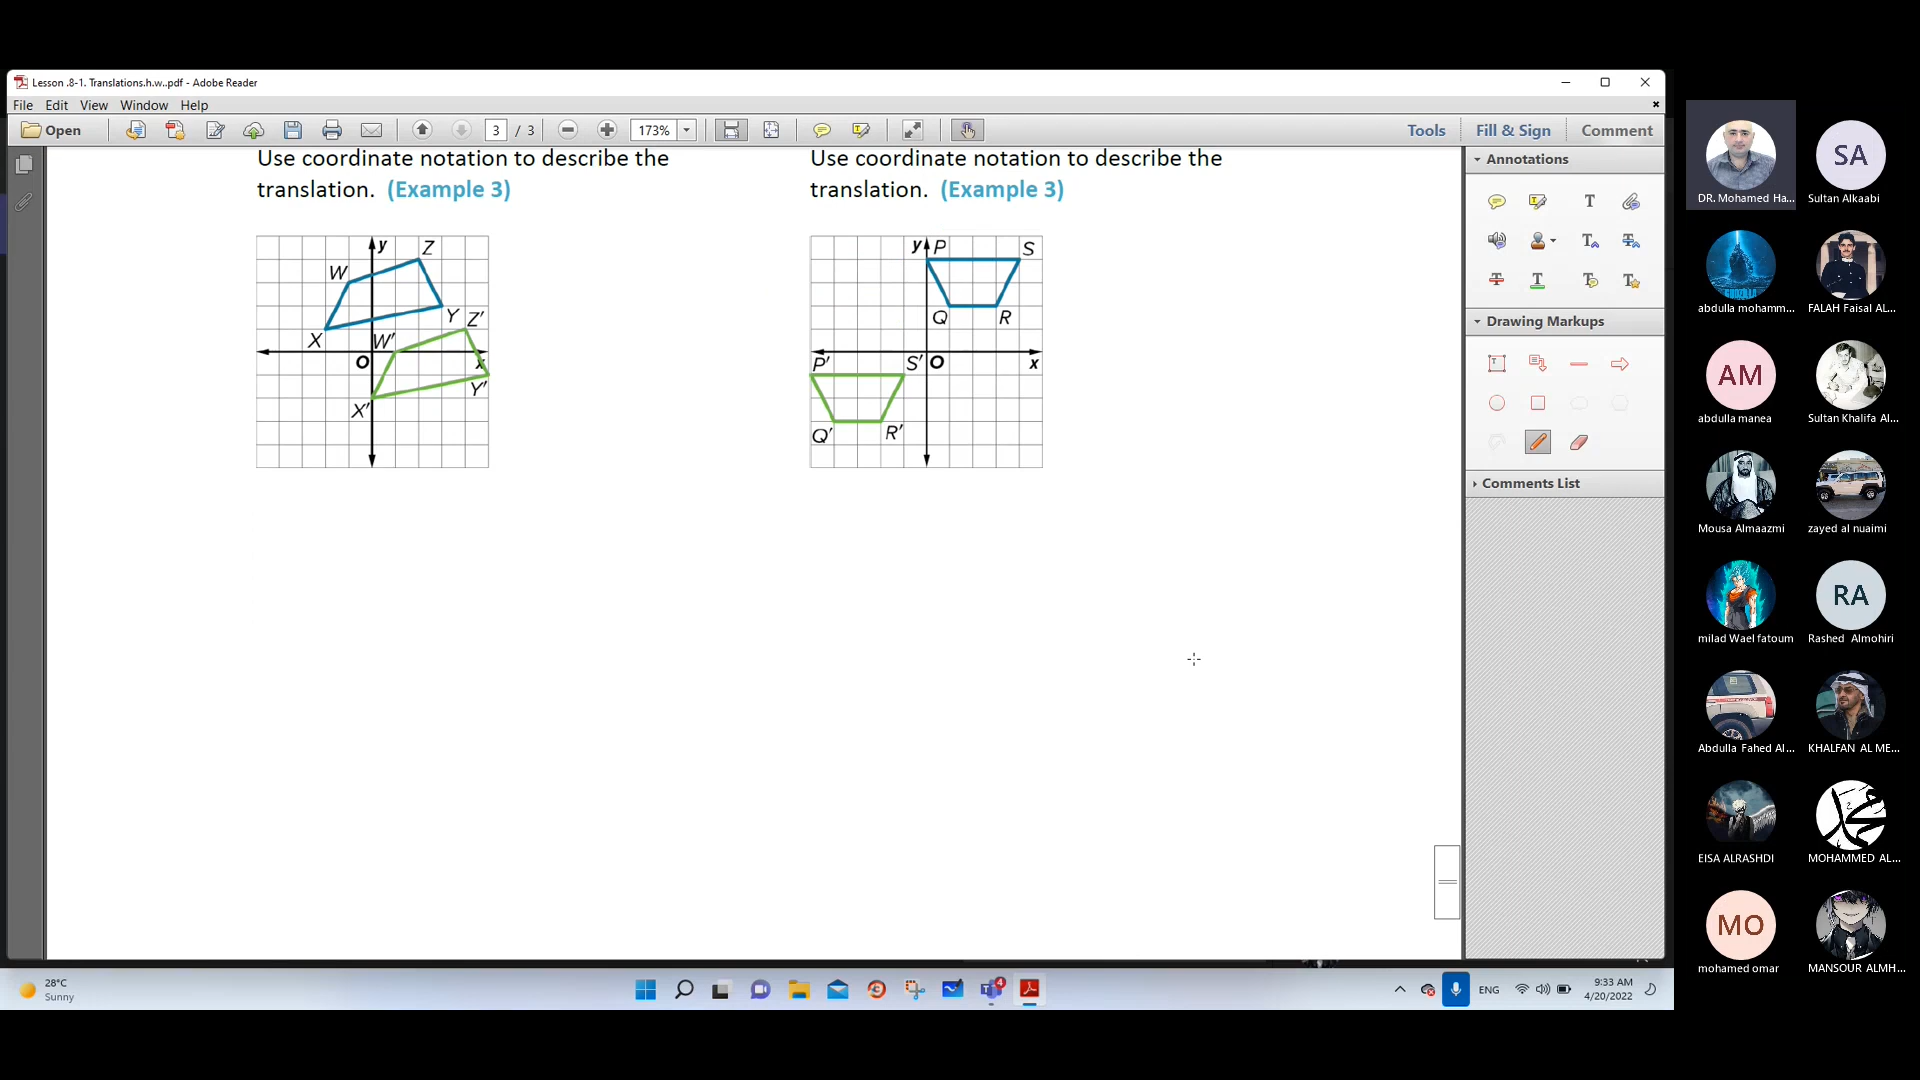 Lesson .8-1. Translations.h.w..pdf - Adobe Reader
File Edit View Window Help
Open
3 / 3
173%
Tools
Fill & Sign
Comment
Use coordinate notation to describe the
translation. (Example 3)
y
Z
W
X
Y
Z'
W'
O
x
Y'
X'
Use coordinate notation to describe the
translation. (Example 3)
y
P
S
Q
R
P'
S'
O
x
Q'
R'
Annotations
Drawing Markups
Comments List
DR. Mohamed Ha...
Sultan Alkaabi
SA
abdulla mohamm...
FALAH Faisal AL...
AM
abdulla manea
Sultan Khalifa Al...
Mousa Almaazmi
zayed al nuaimi
milad Wael fatoum
RA
Rashed Almohiri
Abdulla Fahed Al...
KHALFAN AL ME...
EISA ALRASHDI
MOHAMMED AL...
MO
mohamed omar
MANSOUR ALMH...
28°C
Sunny
4
ENG
9:33 AM
4/20/2022